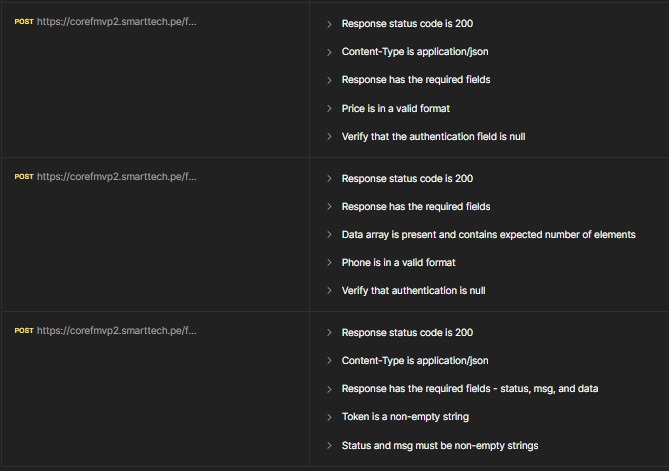 POST https://corefmvp2.smarttech.pe/f...
Response status code is 200
Content-Type is application/json
Response has the required fields
Price is in a valid format
Verify that the authentication field is null
POST https://corefmvp2.smarttech.pe/f...
Response status code is 200
Response has the required fields
Data array is present and contains expected number of elements
Phone is in a valid format
Verify that authentication is null
POST https://corefmvp2.smarttech.pe/f...
Response status code is 200
Content-Type is application/json
Response has the required fields - status, msg, and data
Token is a non-empty string
Status and msg must be non-empty strings